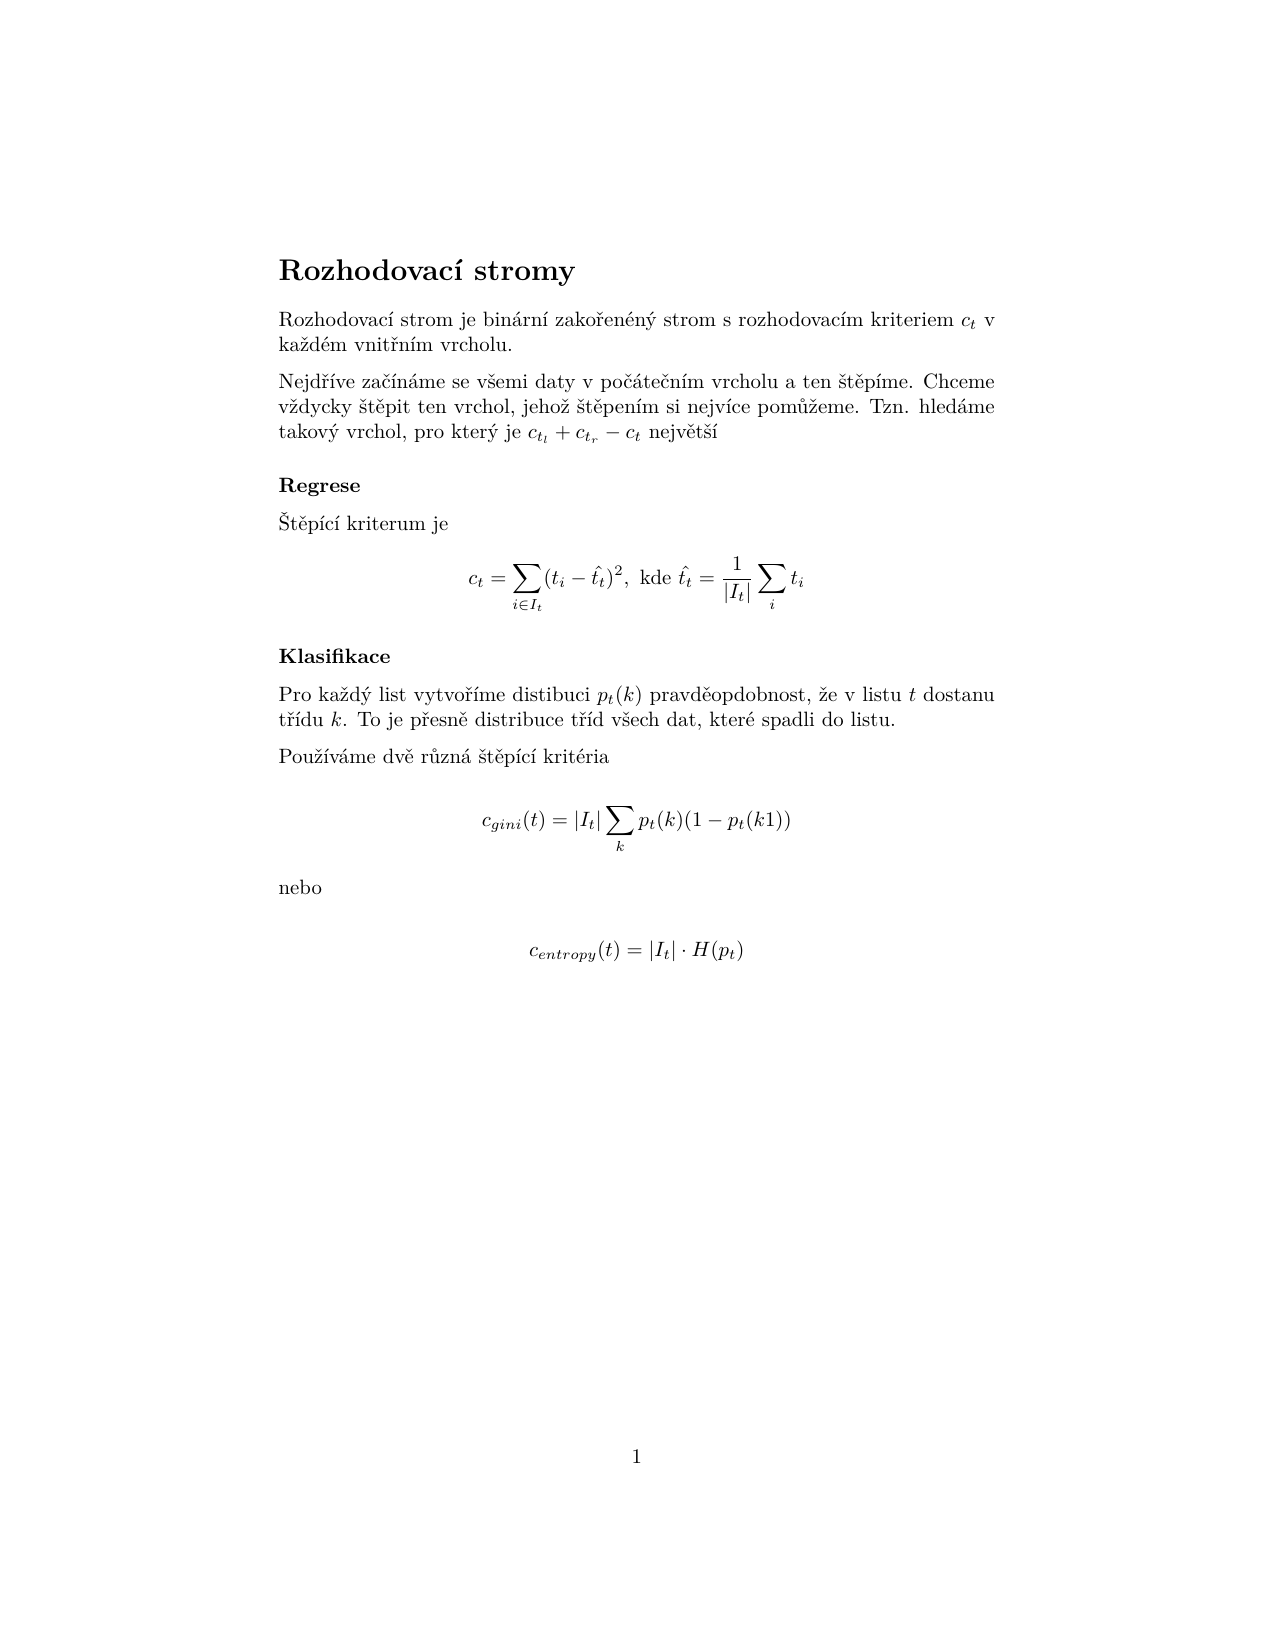 Rozhodovací stromy
Rozhodovací strom je binární zakořenéný strom s rozhodovacím kriteriem c_t v
každém vnitřním vrcholu.
Nejdříve začínáme se všemi daty v počátečním vrcholu a ten štěpíme. Chceme
vždycky štěpit ten vrchol, jehož štěpením si nejvíce pomůžeme. Tzn. hledáme
takový vrchol, pro který je c_{t_l} + c_{t_r} − c_t největší
Regrese
Štěpící kriterum je
c_t = \sum_{i∈I_t} (t_i − \hat{t_t})^2, kde \hat{t_t} = \frac{1}{|I_t|} \sum_i t_i
Klasifikace
Pro každý list vytvoříme distibuci p_t(k) pravděopdobnost, že v listu t dostanu
třídu k. To je přesně distribuce tříd všech dat, které spadli do listu.
Používáme dvě různá štěpící kritéria
c_{gini}(t) = |I_t| \sum_k p_t(k)(1 − p_t(k1))
nebo
c_{entropy}(t) = |I_t| · H(p_t)
1